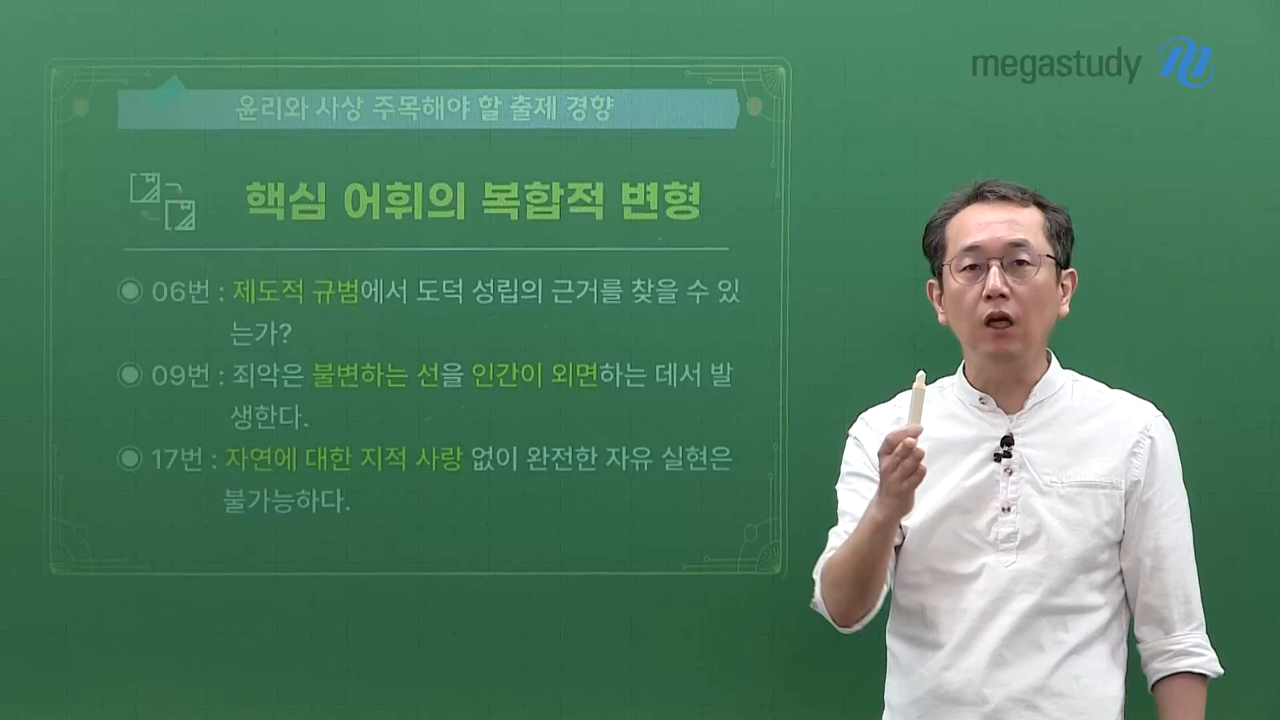 megastudy
윤리와 사상 주목해야 할 출제 경향
핵심 어휘의 복합적 변형
06번 : 제도적 규범에서 도덕 성립의 근거를 찾을 수 있
는가?
09번 : 죄악은 불변하는 선을 인간이 외면하는 데서 발
생한다.
17번 : 자연에 대한 지적 사랑 없이 완전한 자유 실현은
불가능하다.